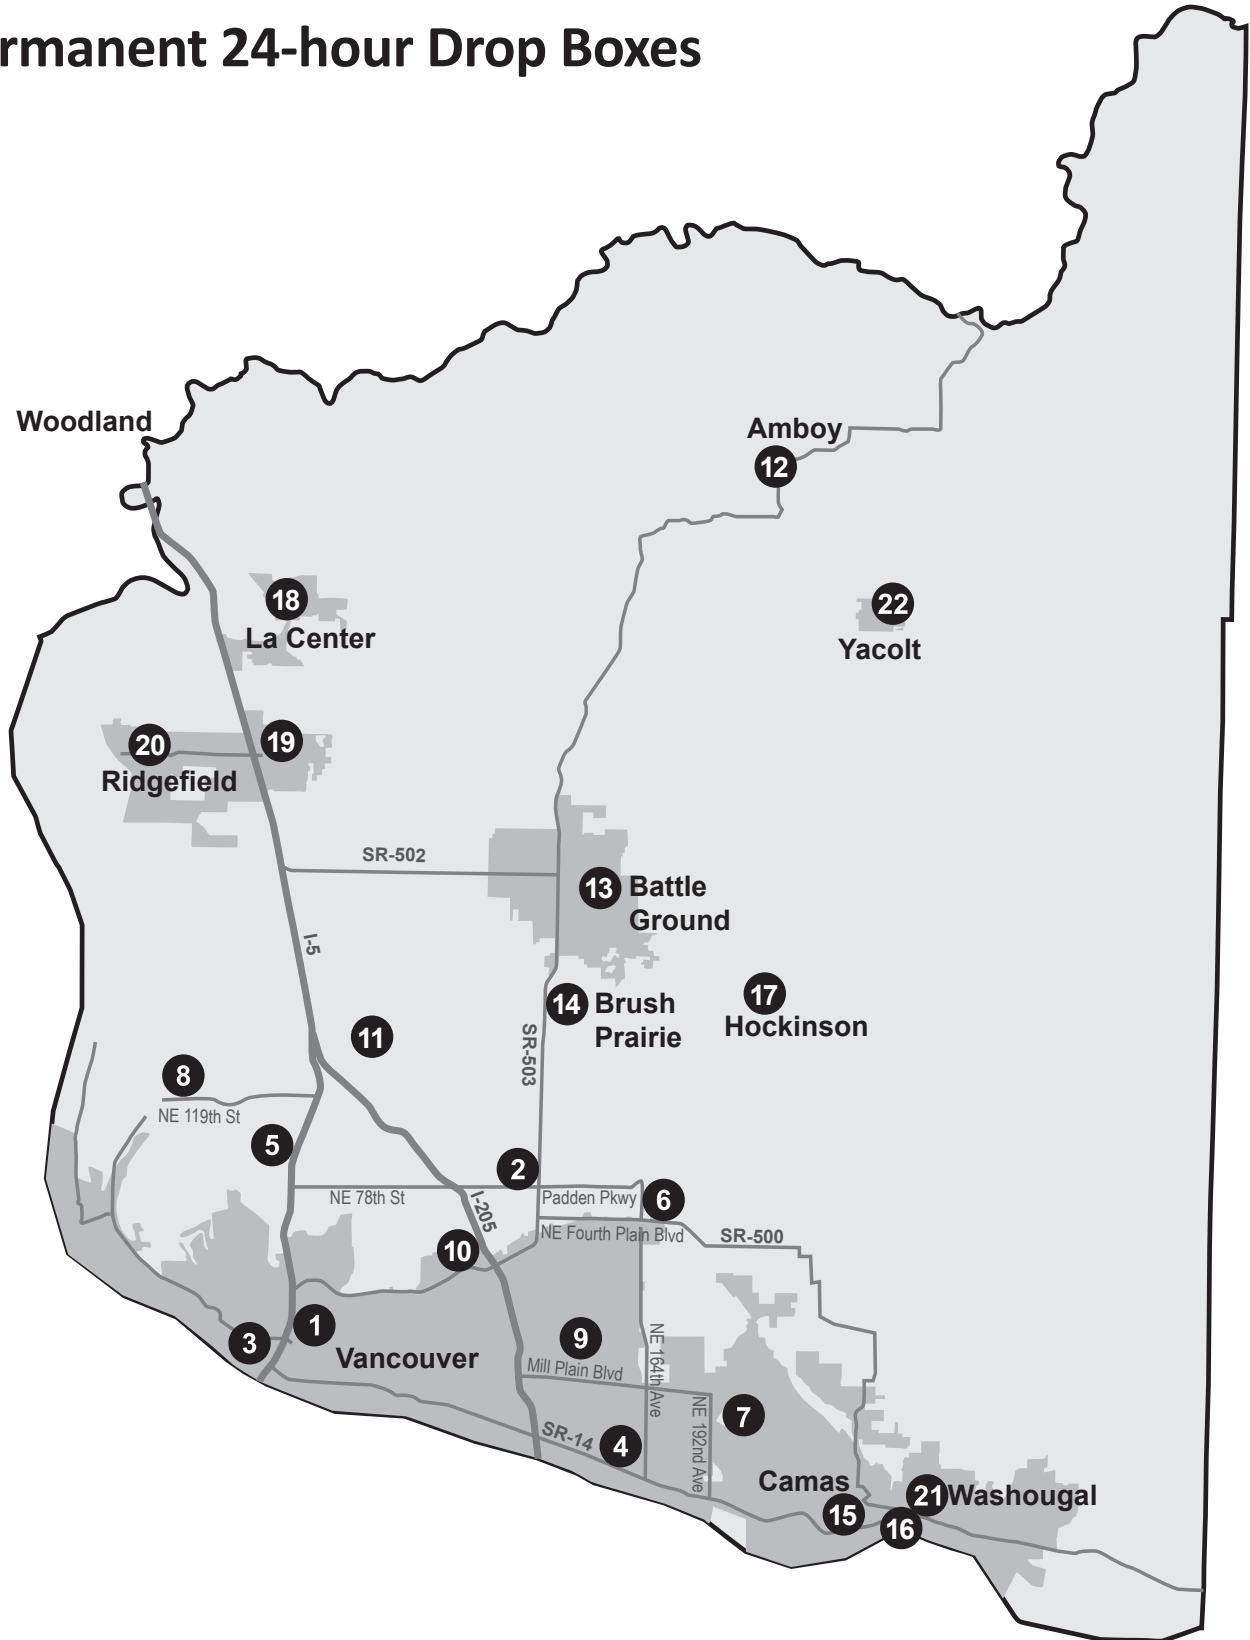 rmanent 24-hour Drop Boxes
Woodland
Amboy
12
18
La Center
22
Yacolt
20
19
Ridgefield
SR-502
13
Battle
Ground
I-5
14
Brush
Prairie
17
Hockinson
11
SR-503
8
NE 119th St
5
2
NE 78th St
Padden Pkwy
6
I-205
NE Fourth Plain Blvd
SR-500
10
1
3
Vancouver
9
Mill Plain Blvd
NE 164th Ave
NE 192nd Ave
7
SR-14
4
Camas
15
21
Washougal
16